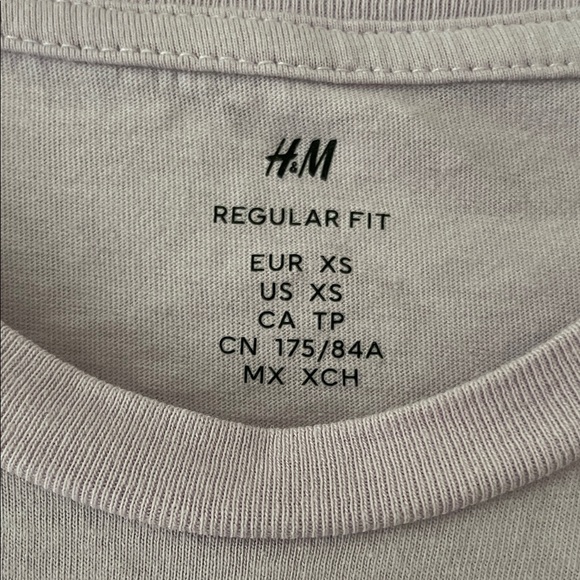 H&M
REGULAR FIT
EUR XS
US XS
CA TP
CN 175/84A
MX XCH